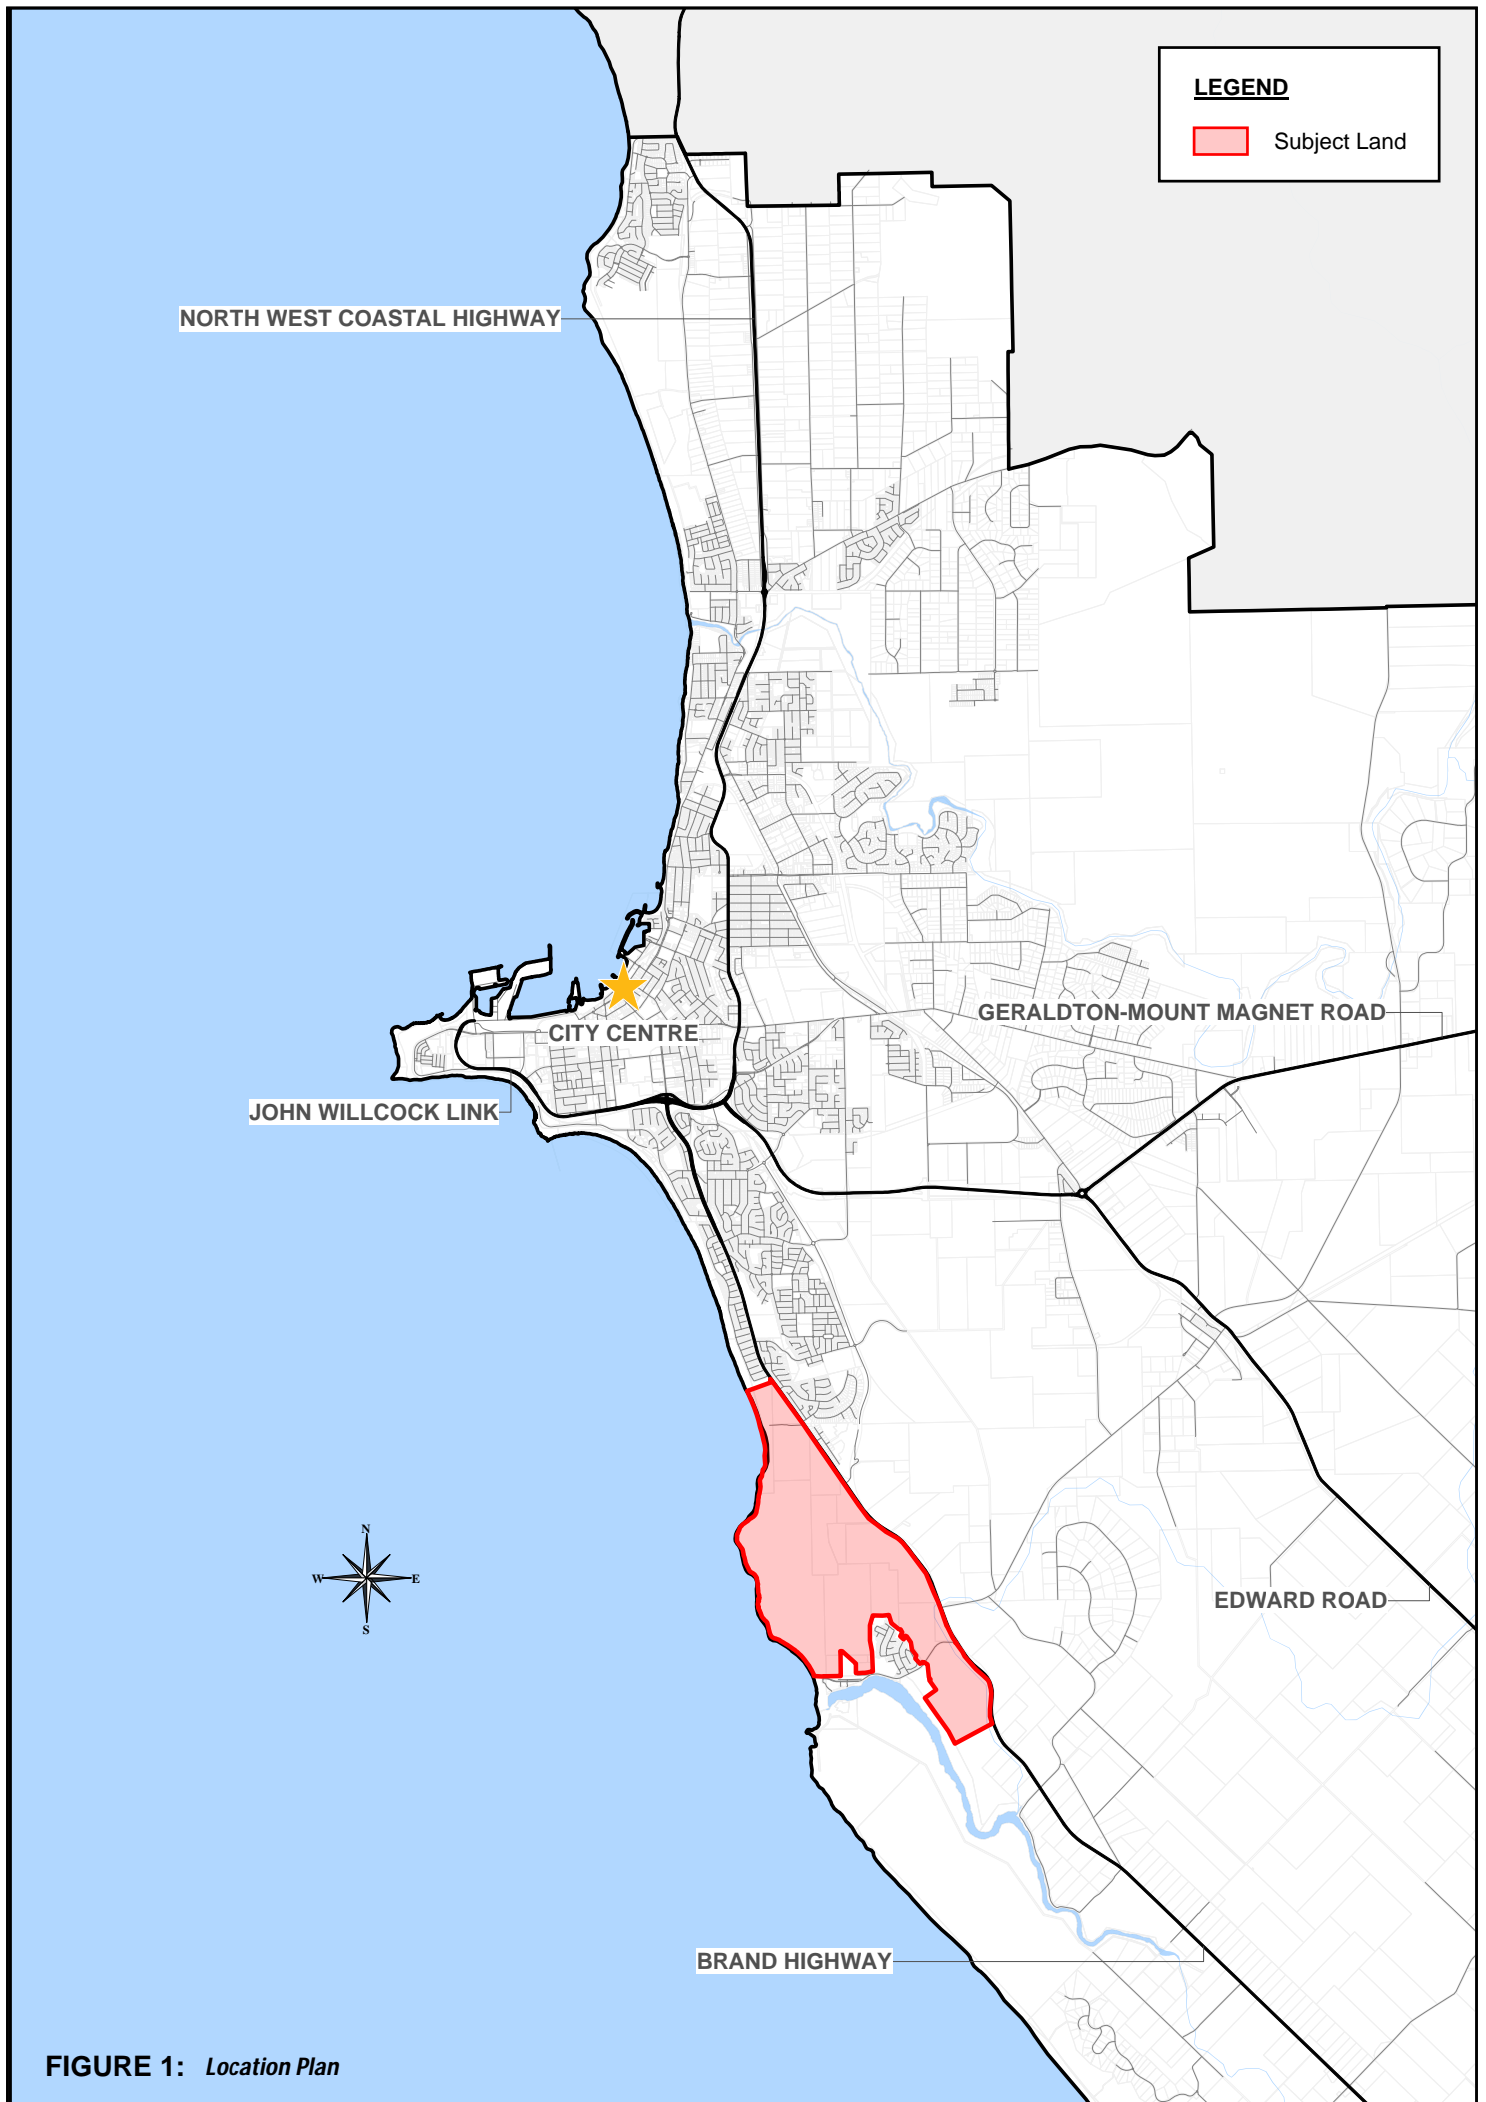 LEGEND
Subject Land
NORTH WEST COASTAL HIGHWAY
GERALDTON-MOUNT MAGNET ROAD
CITY CENTRE
JOHN WILLCOCK LINK
N
W E
S
EDWARD ROAD
BRAND HIGHWAY
FIGURE 1: Location Plan